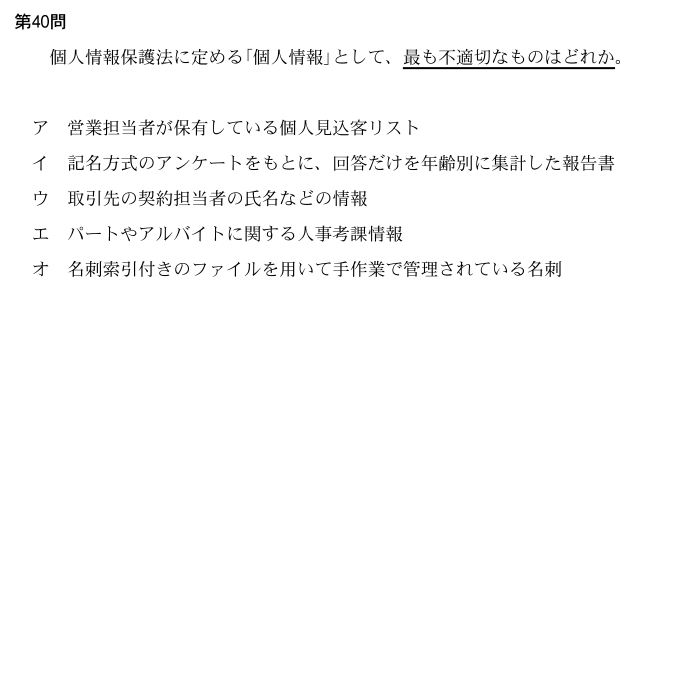 第40問
個人情報保護法に定める「個人情報」として、最も不適切なものはどれか。
ア 営業担当者が保有している個人見込客リスト
イ 記名方式のアンケートをもとに、回答だけを年齢別に集計した報告書
ウ 取引先の契約担当者の氏名などの情報
エ パートやアルバイトに関する人事考課情報
オ 名刺索引付きのファイルを用いて手作業で管理されている名刺